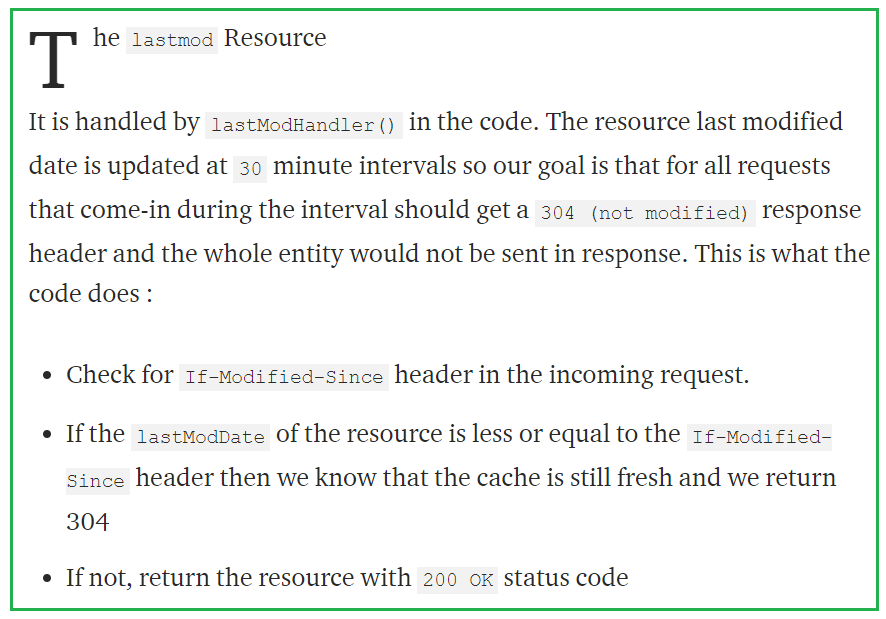 The lastmod Resource
It is handled by lastModHandler() in the code. The resource last modified
date is updated at 30 minute intervals so our goal is that for all requests
that come-in during the interval should get a 304 (not modified) response
header and the whole entity would not be sent in response. This is what the
code does :
• Check for If-Modified-Since header in the incoming request.
• If the lastModDate of the resource is less or equal to the If-Modified-
Since header then we know that the cache is still fresh and we return
304
• If not, return the resource with 200 OK status code